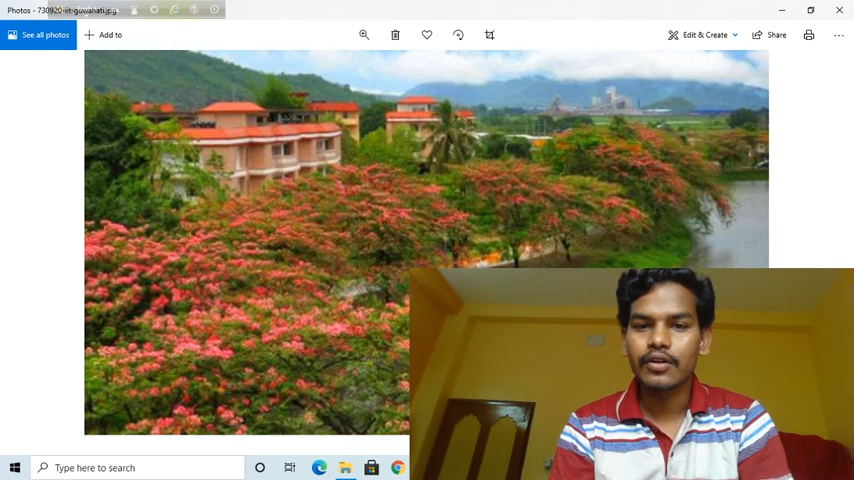 Photos - 730920-iit-guwahati.jpg
See all photos
Add to
Edit & Create
Share
Type here to search